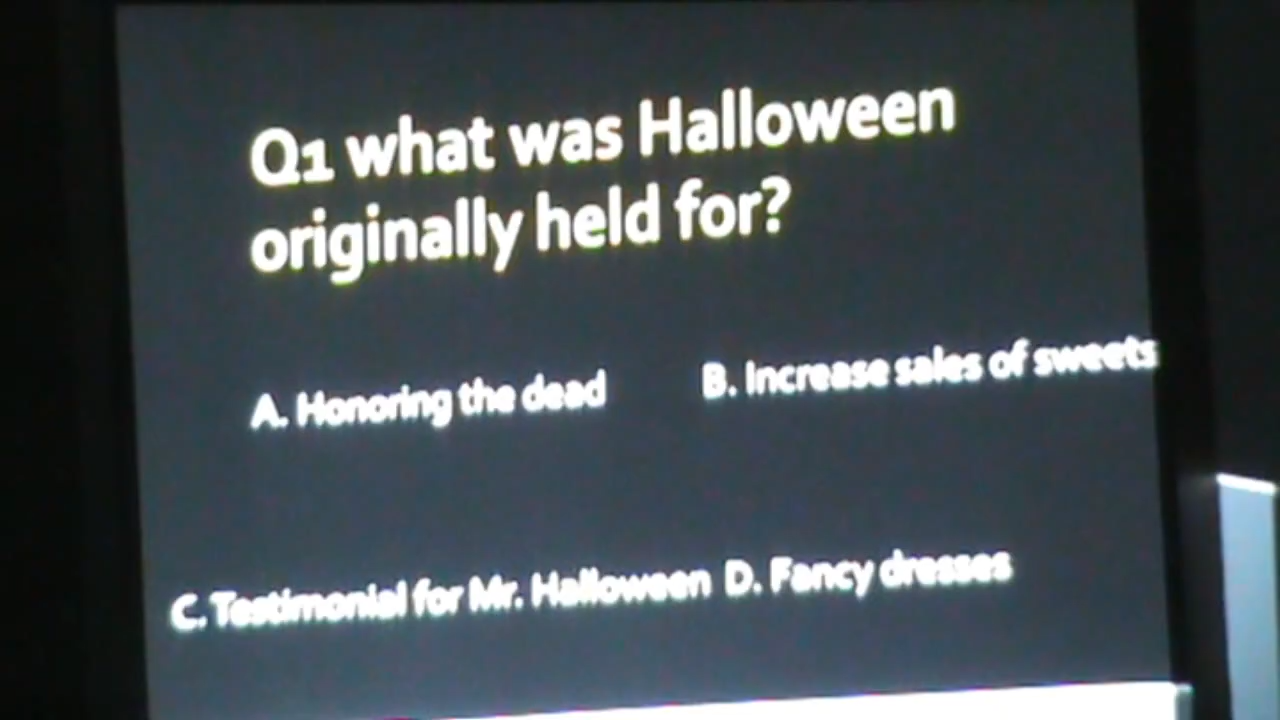 Q1 what was Halloween
originally held for?
A. Honoring the dead
B. Increase sales of sweets
C. Testimonial for Mr. Halloween
D. Fancy dresses